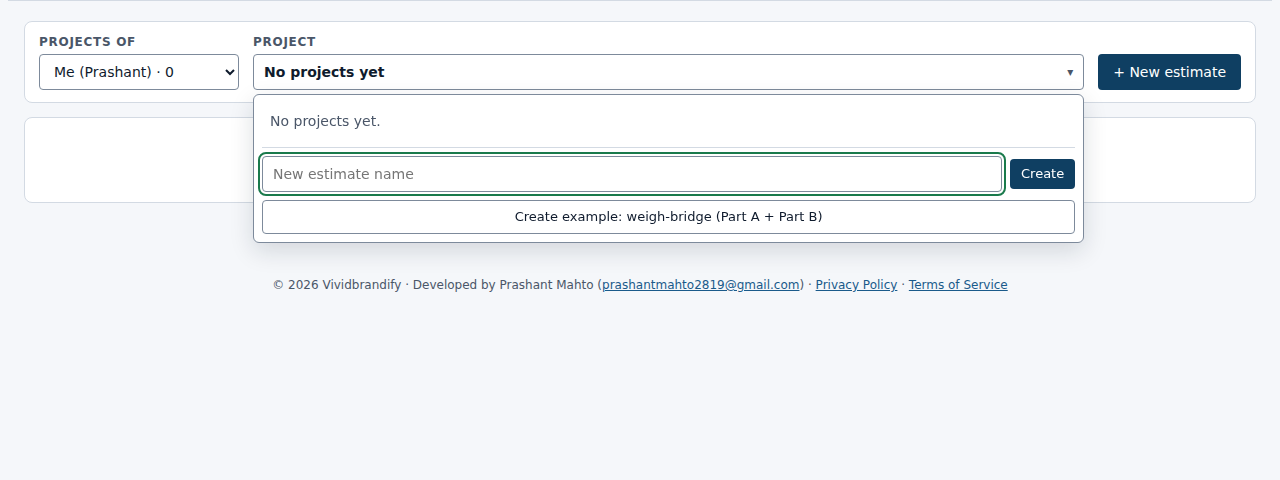 PROJECTS OF
PROJECT
Me (Prashant) · 0
No projects yet
+ New estimate
No projects yet.
New estimate name
Create
Create example: weigh-bridge (Part A + Part B)
© 2026 Vividbrandify · Developed by Prashant Mahto (prashantmahto2819@gmail.com) · Privacy Policy · Terms of Service